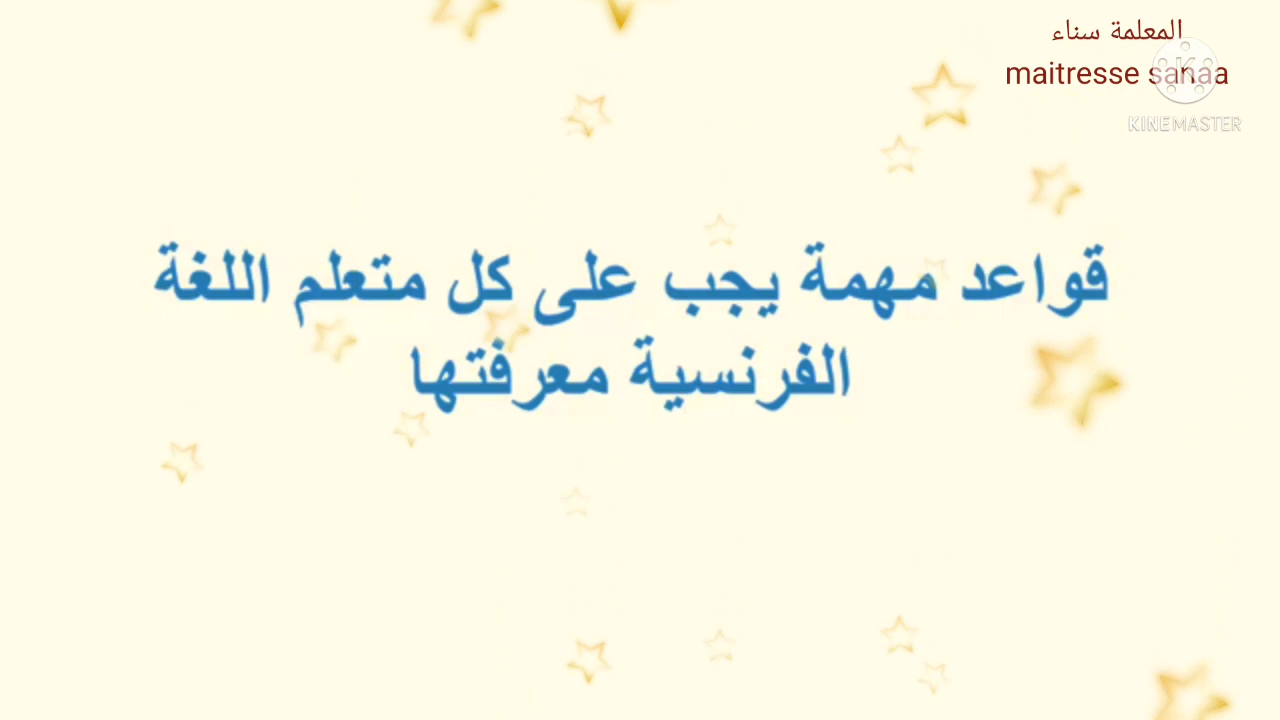 المعلمة سناء
maitresse sanaa
KINEMASTER
قواعد مهمة يجب على كل متعلم اللغة
الفرنسية معرفتها